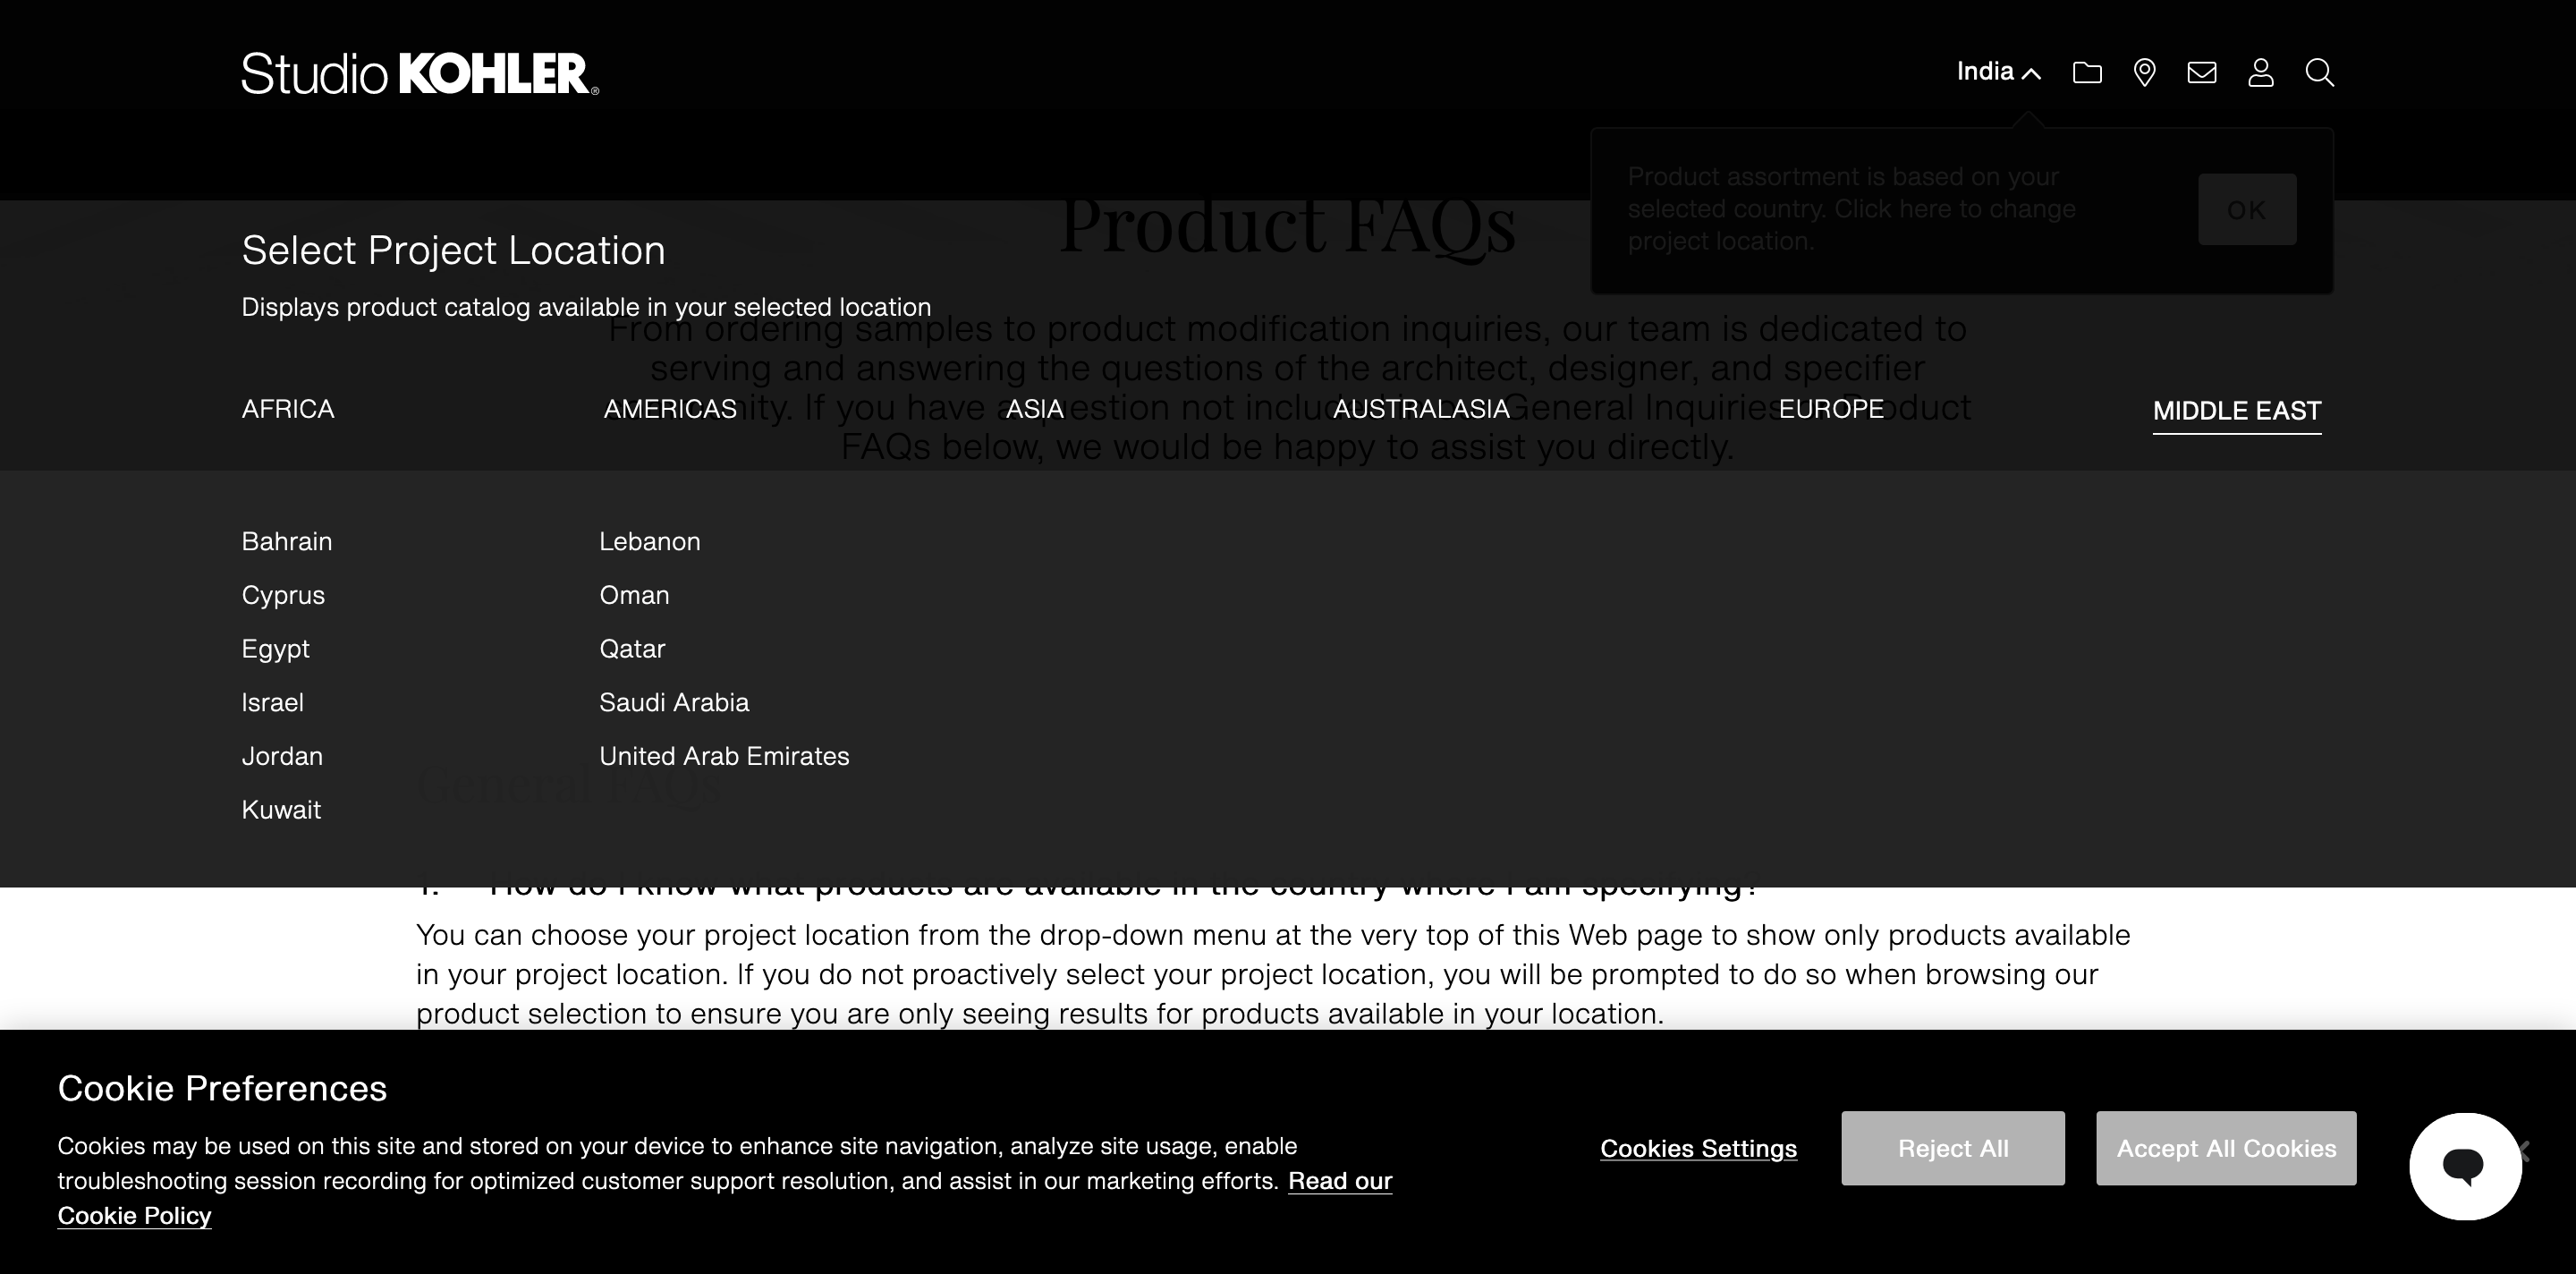 Studio KOHLER®
India
Product assortment is based on your
selected country. Click here to change
project location.
OK
Product FAQs
Select Project Location
Displays product catalog available in your selected location
From ordering samples to product modification inquiries, our team is dedicated to
serving and answering the questions of the architect, designer, and specifier
AFRICA
AMERICAS
ASIA
AUSTRALASIA
EUROPE
MIDDLE EAST
If you have a question not General Inquiries
FAQs below, we would be happy to assist you directly.
Bahrain
Cyprus
Egypt
Israel
Jordan
Kuwait
Lebanon
Oman
Qatar
Saudi Arabia
United Arab Emirates
General FAQs
1. How do I know what products are available in the country where I am specifying?
You can choose your project location from the drop-down menu at the very top of this Web page to show only products available
in your project location. If you do not proactively select your project location, you will be prompted to do so when browsing our
product selection to ensure you are only seeing results for products available in your location.
Cookie Preferences
Cookies may be used on this site and stored on your device to enhance site navigation, analyze site usage, enable
troubleshooting session recording for optimized customer support resolution, and assist in our marketing efforts. Read our
Cookie Policy
Cookies Settings
Reject All
Accept All Cookies